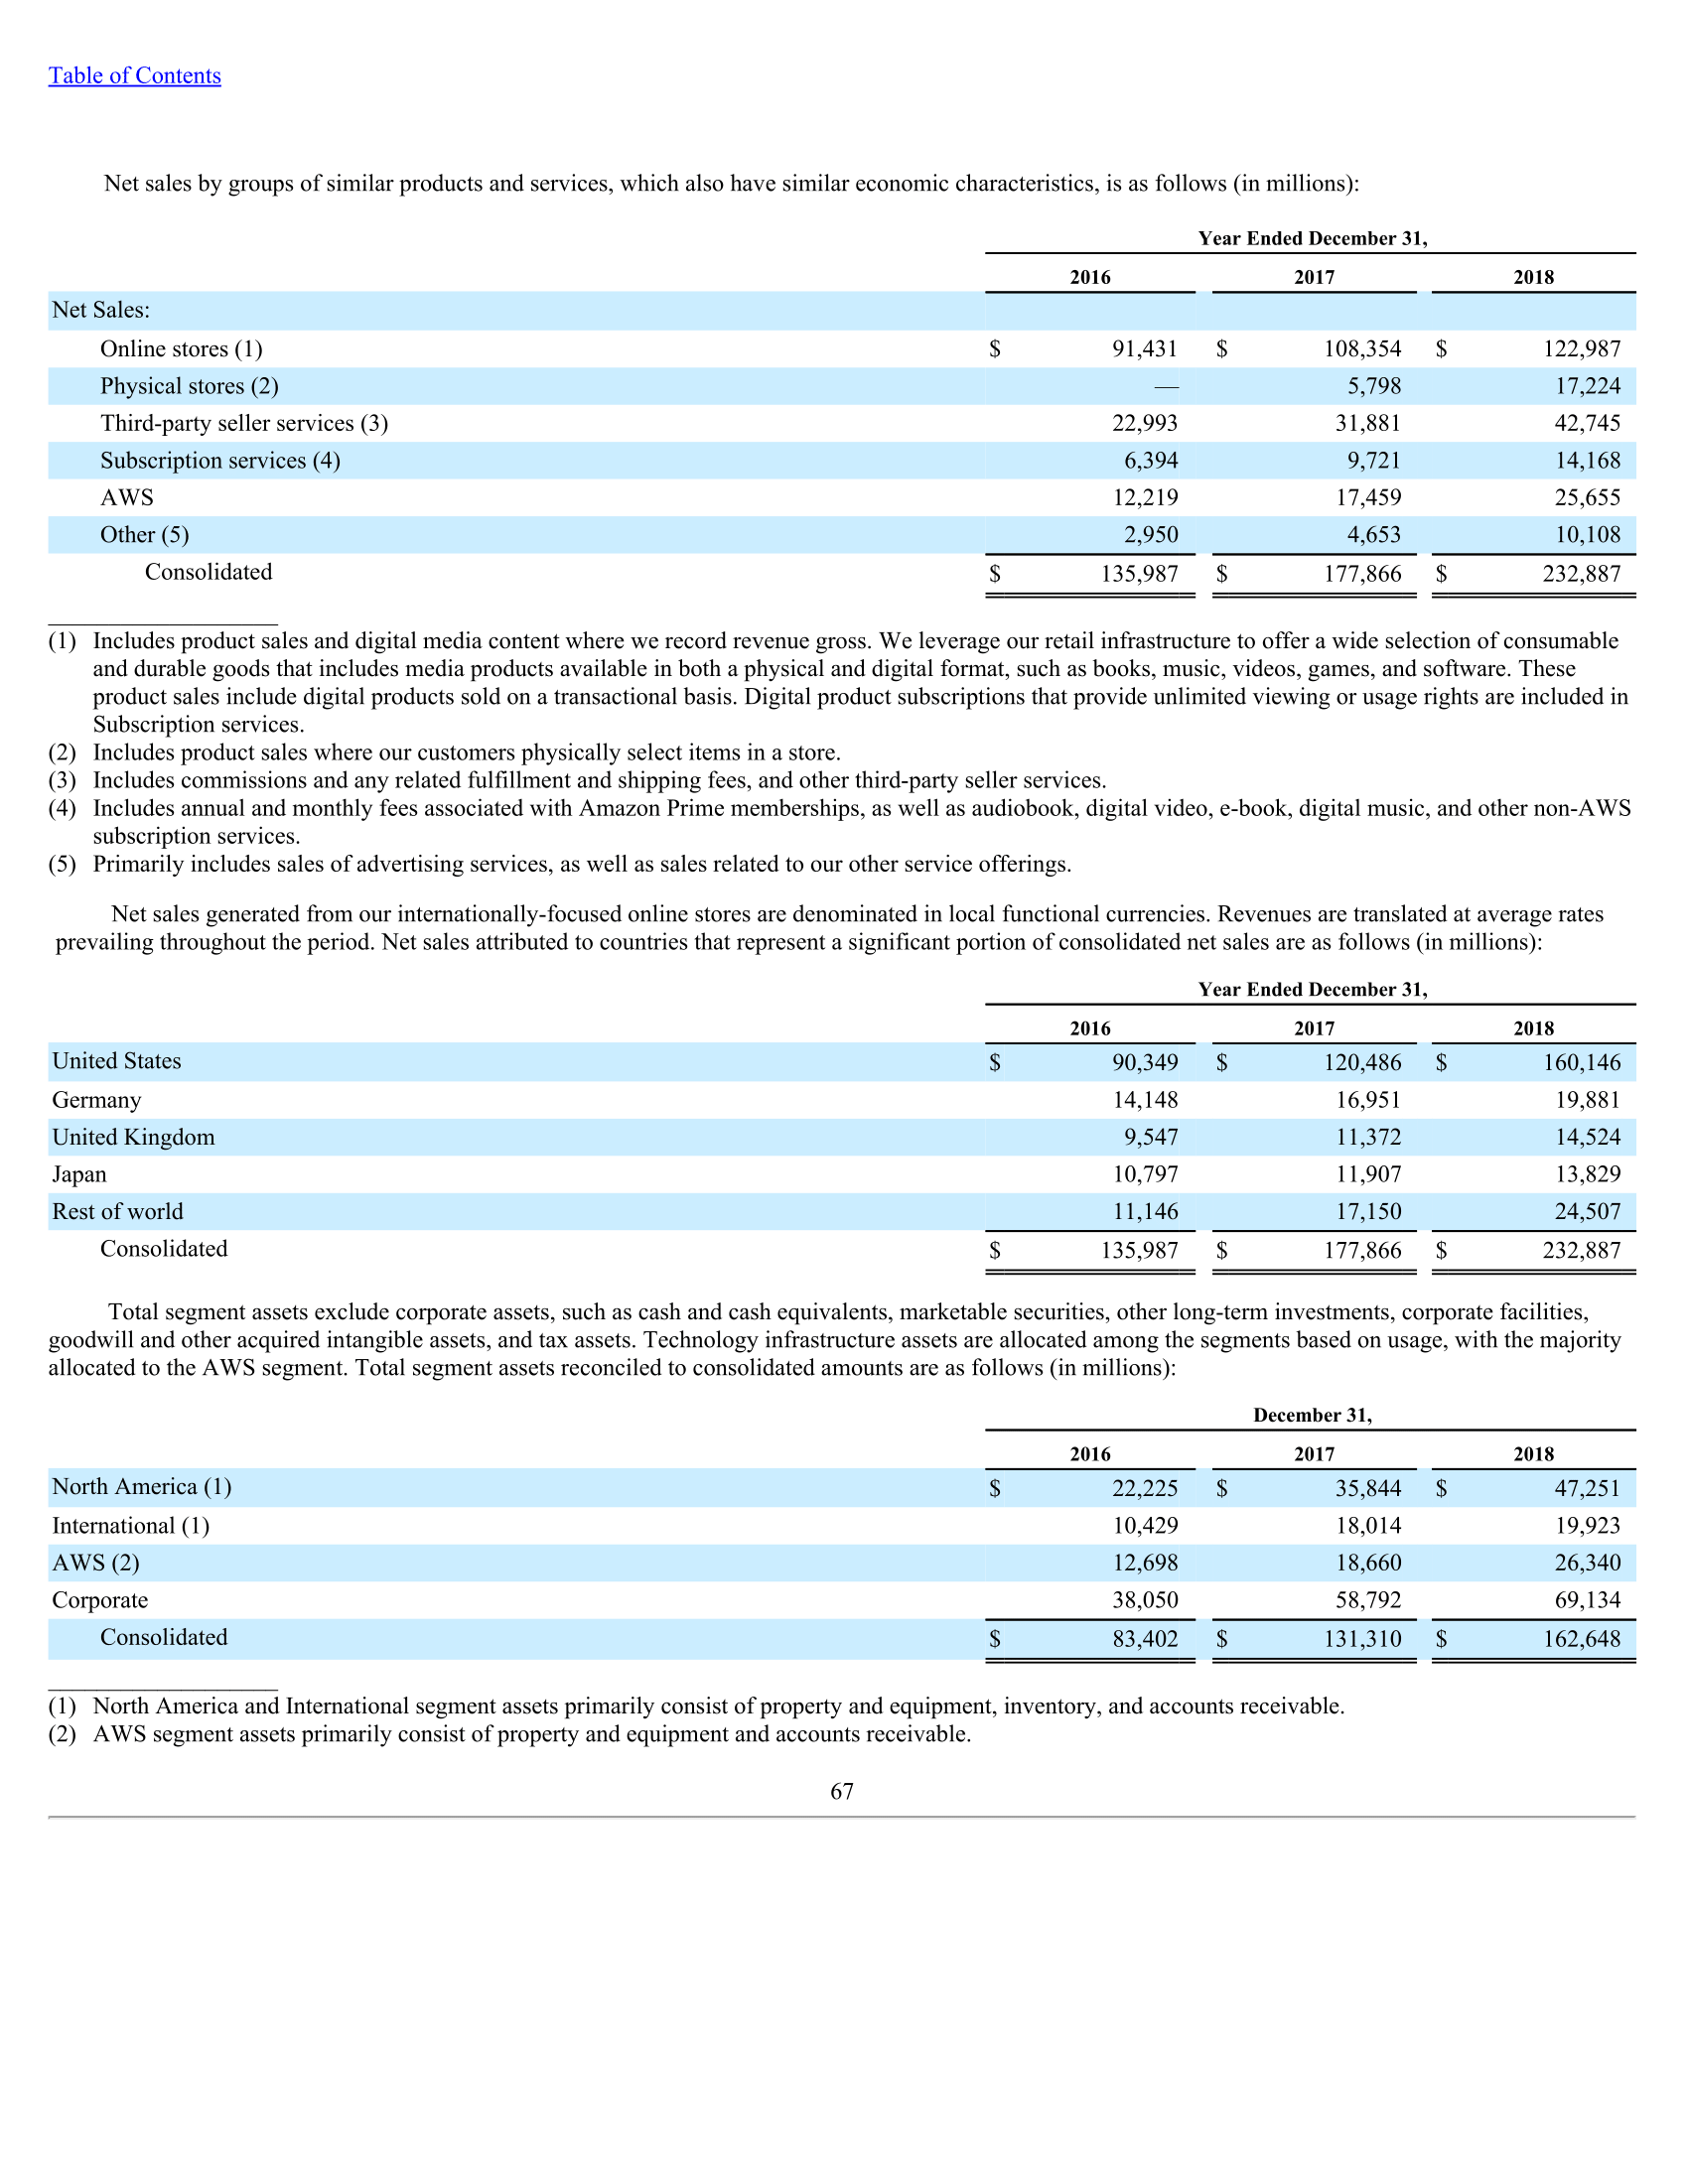 Table of Contents
Net sales by groups of similar products and services, which also have similar economic characteristics, is as follows (in millions):
Year Ended December 31,
2016 2017 2018
Net Sales:
Online stores (1) $ 91,431 $ 108,354 $ 122,987
Physical stores (2) — 5,798 17,224
Third-party seller services (3) 22,993 31,881 42,745
Subscription services (4) 6,394 9,721 14,168
AWS 12,219 17,459 25,655
Other (5) 2,950 4,653 10,108
Consolidated $ 135,987 $ 177,866 $ 232,887
(1) Includes product sales and digital media content where we record revenue gross. We leverage our retail infrastructure to offer a wide selection of consumable
and durable goods that includes media products available in both a physical and digital format, such as books, music, videos, games, and software. These
product sales include digital products sold on a transactional basis. Digital product subscriptions that provide unlimited viewing or usage rights are included in
Subscription services.
(2) Includes product sales where our customers physically select items in a store.
(3) Includes commissions and any related fulfillment and shipping fees, and other third-party seller services.
(4) Includes annual and monthly fees associated with Amazon Prime memberships, as well as audiobook, digital video, e-book, digital music, and other non-AWS
subscription services.
(5) Primarily includes sales of advertising services, as well as sales related to our other service offerings.
Net sales generated from our internationally-focused online stores are denominated in local functional currencies. Revenues are translated at average rates
prevailing throughout the period. Net sales attributed to countries that represent a significant portion of consolidated net sales are as follows (in millions):
Year Ended December 31,
2016 2017 2018
United States $ 90,349 $ 120,486 $ 160,146
Germany 14,148 16,951 19,881
United Kingdom 9,547 11,372 14,524
Japan 10,797 11,907 13,829
Rest of world 11,146 17,150 24,507
Consolidated $ 135,987 $ 177,866 $ 232,887
Total segment assets exclude corporate assets, such as cash and cash equivalents, marketable securities, other long-term investments, corporate facilities,
goodwill and other acquired intangible assets, and tax assets. Technology infrastructure assets are allocated among the segments based on usage, with the majority
allocated to the AWS segment. Total segment assets reconciled to consolidated amounts are as follows (in millions):
December 31,
2016 2017 2018
North America (1) $ 22,225 $ 35,844 $ 47,251
International (1) 10,429 18,014 19,923
AWS (2) 12,698 18,660 26,340
Corporate 38,050 58,792 69,134
Consolidated $ 83,402 $ 131,310 $ 162,648
(1) North America and International segment assets primarily consist of property and equipment, inventory, and accounts receivable.
(2) AWS segment assets primarily consist of property and equipment and accounts receivable.
67